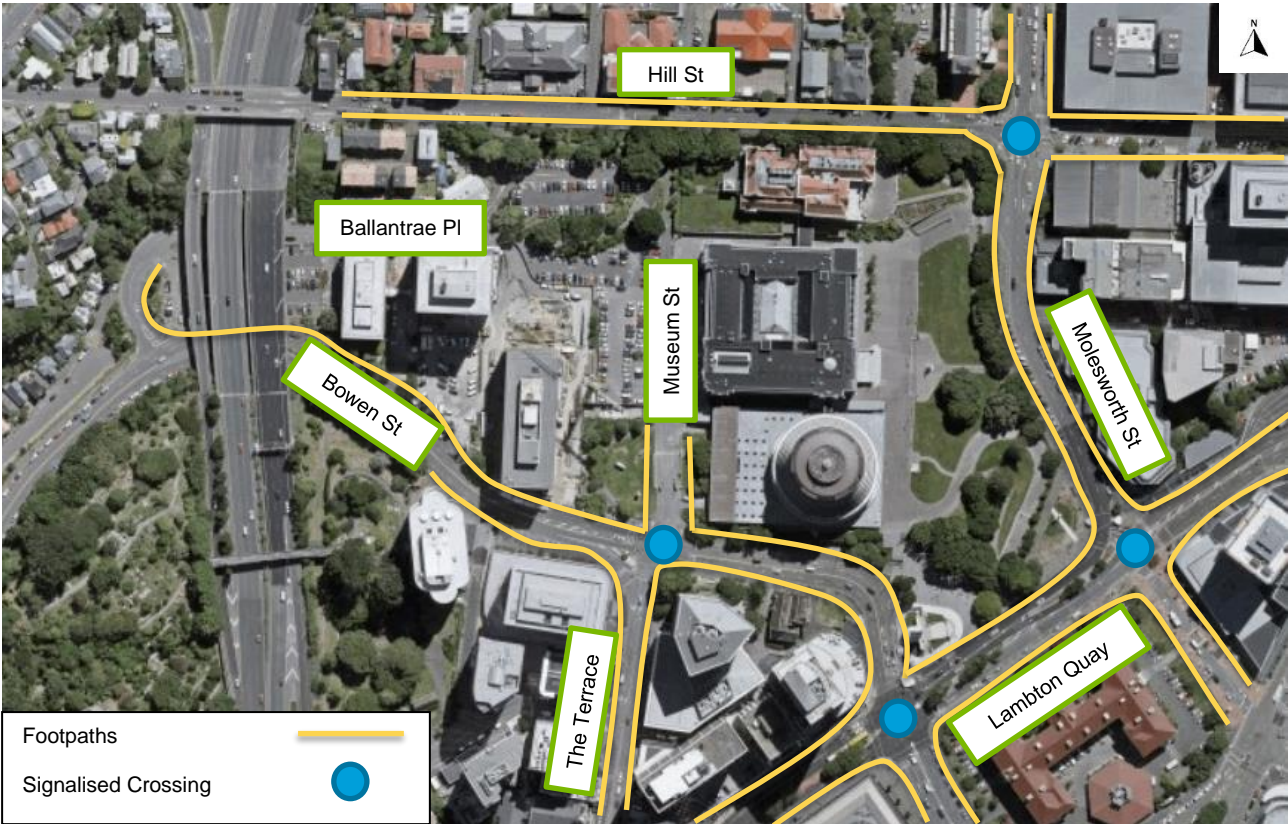 N
Hill St
Ballantrae Pl
Museum St
Molesworth St
Bowen St
The Terrace
Lambton Quay
Footpaths
Signalised Crossing